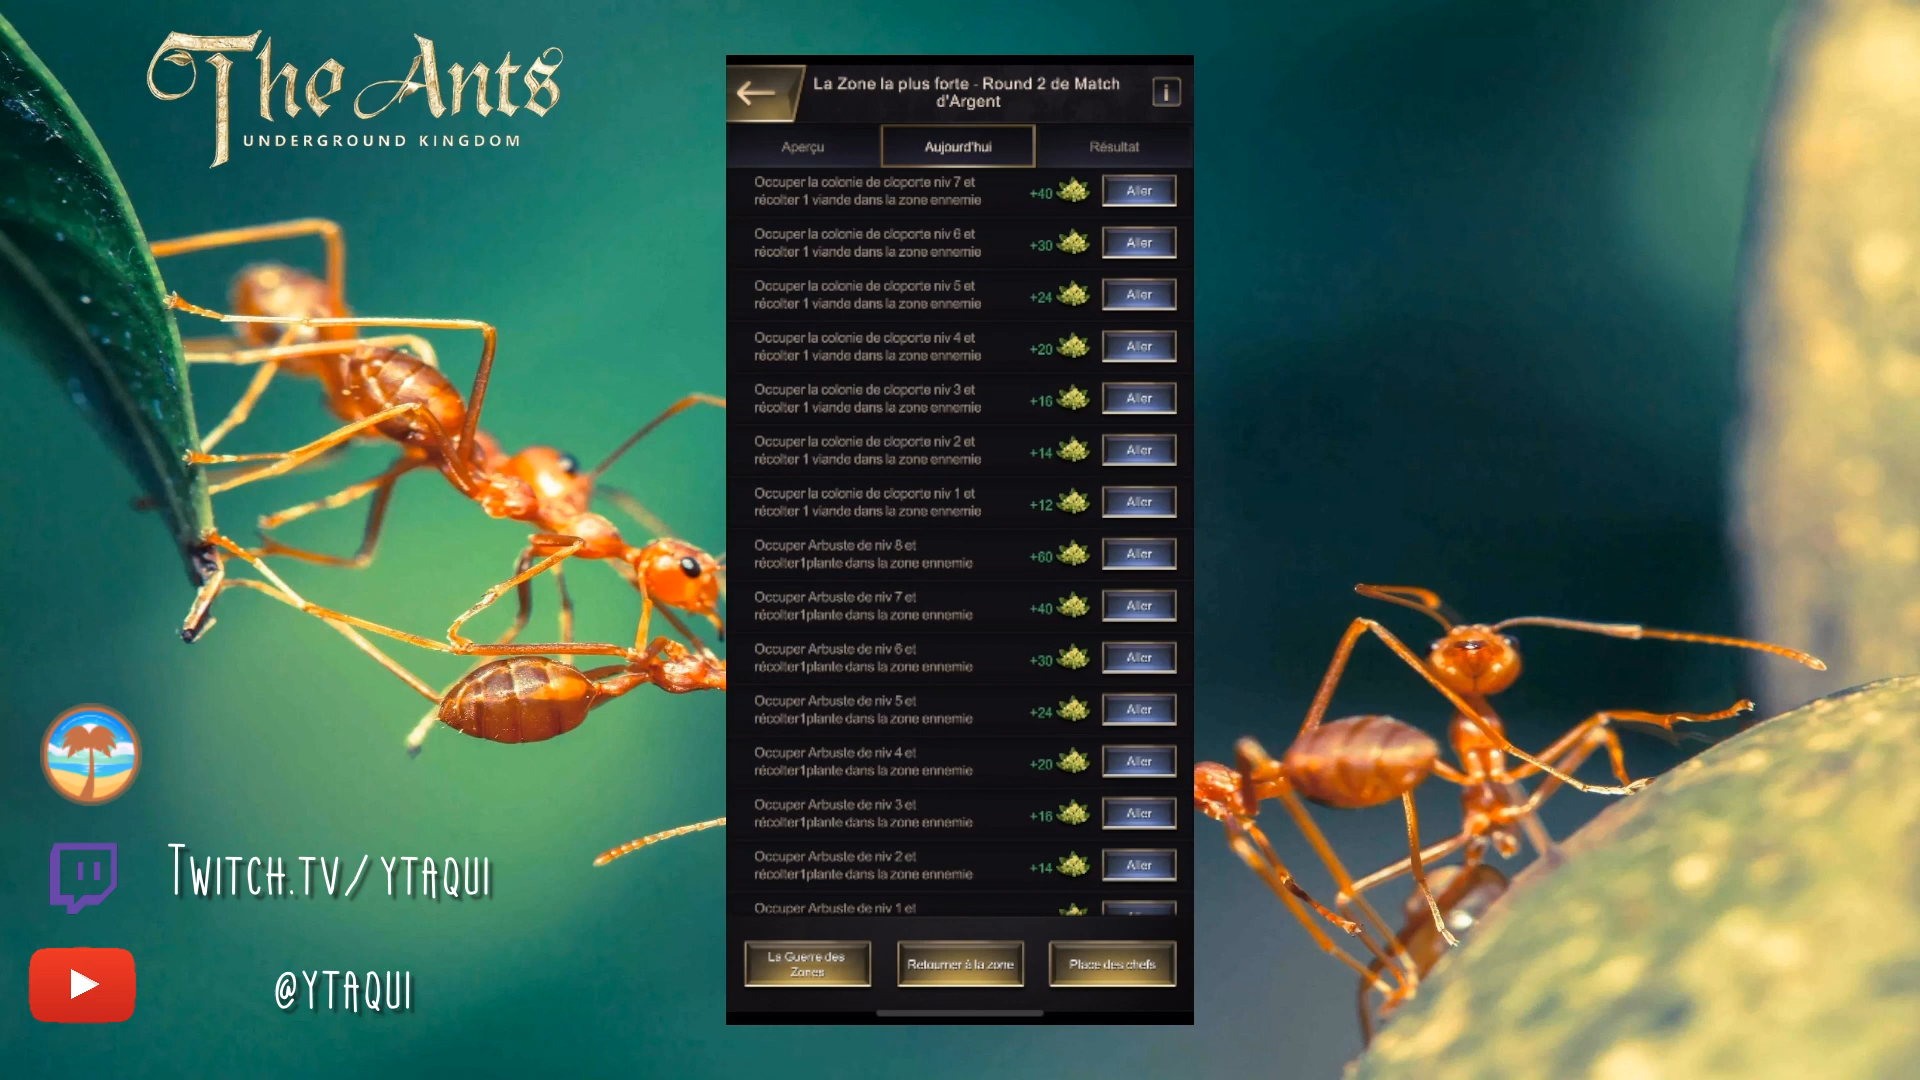 The Ants
UNDERGROUND KINGDOM
La Zone la plus forte - Round 2 de Match
d'Argent
i
Aperçu
Aujourd'hui
Résultat
Occuper la colonie de cloporte niv 7 et
récolter 1 viande dans la zone ennemie
+40
Aller
Occuper la colonie de cloporte niv 6 et
récolter 1 viande dans la zone ennemie
+30
Aller
Occuper la colonie de cloporte niv 5 et
récolter 1 viande dans la zone ennemie
+24
Aller
Occuper la colonie de cloporte niv 4 et
récolter 1 viande dans la zone ennemie
+20
Aller
Occuper la colonie de cloporte niv 3 et
récolter 1 viande dans la zone ennemie
+16
Aller
Occuper la colonie de cloporte niv 2 et
récolter 1 viande dans la zone ennemie
+14
Aller
Occuper la colonie de cloporte niv 1 et
récolter 1 viande dans la zone ennemie
+12
Aller
Occuper Arbuste de niv 8 et
récolter1plante dans la zone ennemie
+60
Aller
Occuper Arbuste de niv 7 et
récolter1plante dans la zone ennemie
+40
Aller
Occuper Arbuste de niv 6 et
récolter1plante dans la zone ennemie
+30
Aller
Occuper Arbuste de niv 5 et
récolter1plante dans la zone ennemie
+24
Aller
Occuper Arbuste de niv 4 et
récolter1plante dans la zone ennemie
+20
Aller
Occuper Arbuste de niv 3 et
récolter1plante dans la zone ennemie
+16
Aller
Occuper Arbuste de niv 2 et
récolter1plante dans la zone ennemie
+14
Aller
Occuper Arbuste de niv 1 et
La Guerre des
Zones
Retourner à la zone
Place des chefs
Twitch.tv/ytaqui
@ytaqui